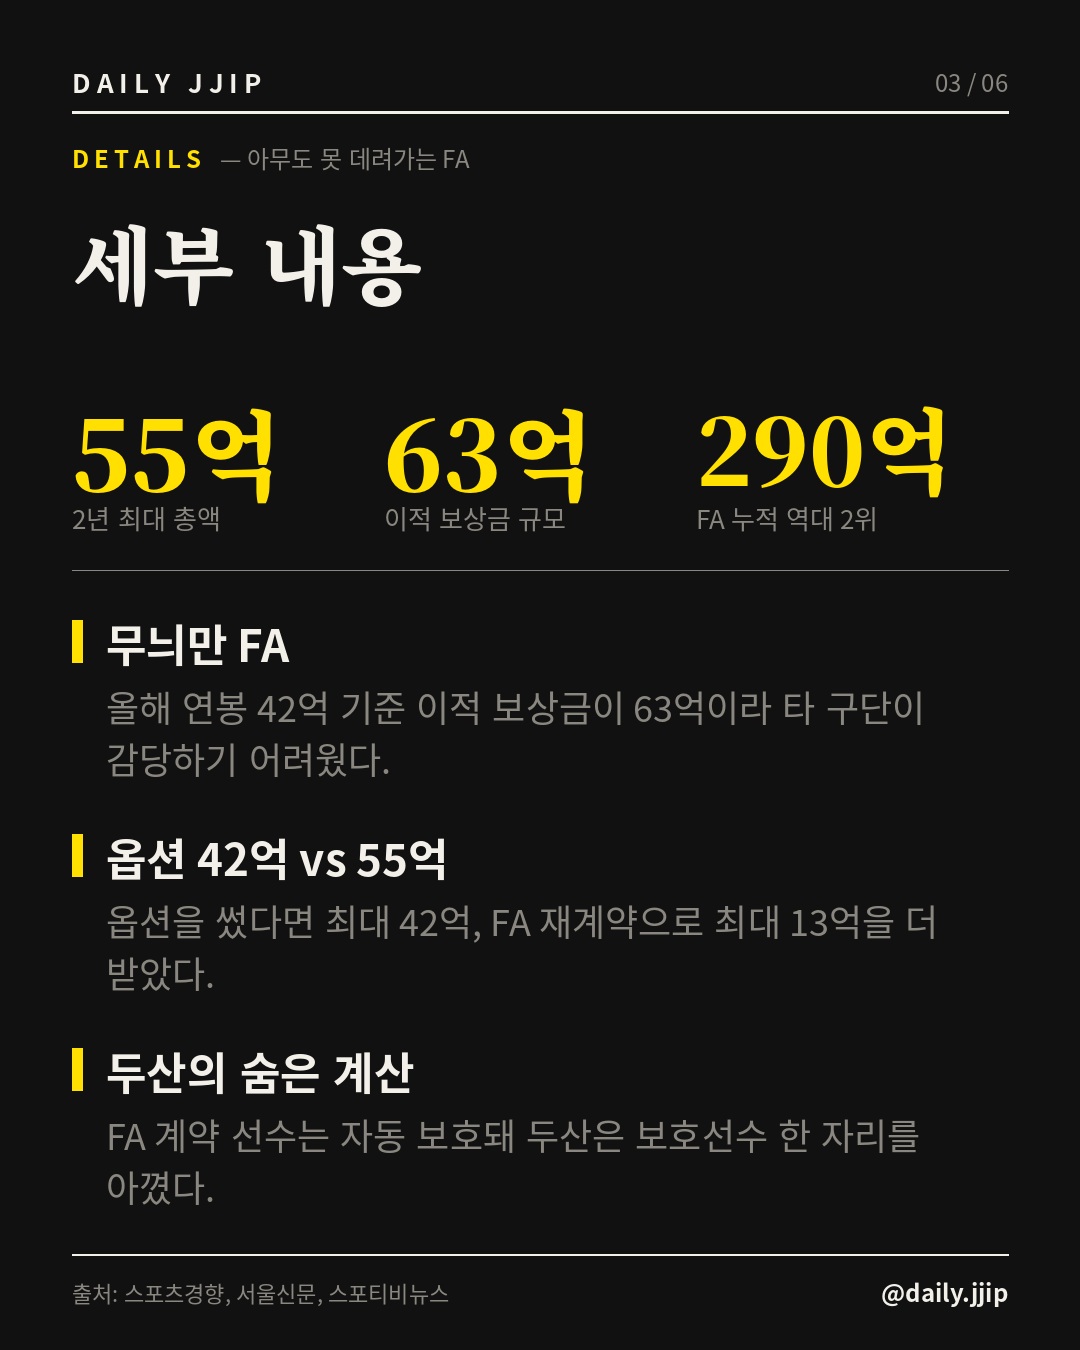 DAILY JJIP
03 / 06
DETAILS — 아무도 못 데려가는 FA
세부 내용
55억 63억 290억
2년 최대 총액 이적 보상금 규모 FA 누적 역대 2위
무늬만 FA
올해 연봉 42억 기준 이적 보상금이 63억이라 타 구단이
감당하기 어려웠다.
옵션 42억 vs 55억
옵션을 썼다면 최대 42억, FA 재계약으로 최대 13억을 더
받았다.
두산의 숨은 계산
FA 계약 선수는 자동 보호돼 두산은 보호선수 한 자리를
아꼈다.
출처: 스포츠경향, 서울신문, 스포티비뉴스
@daily.jjip